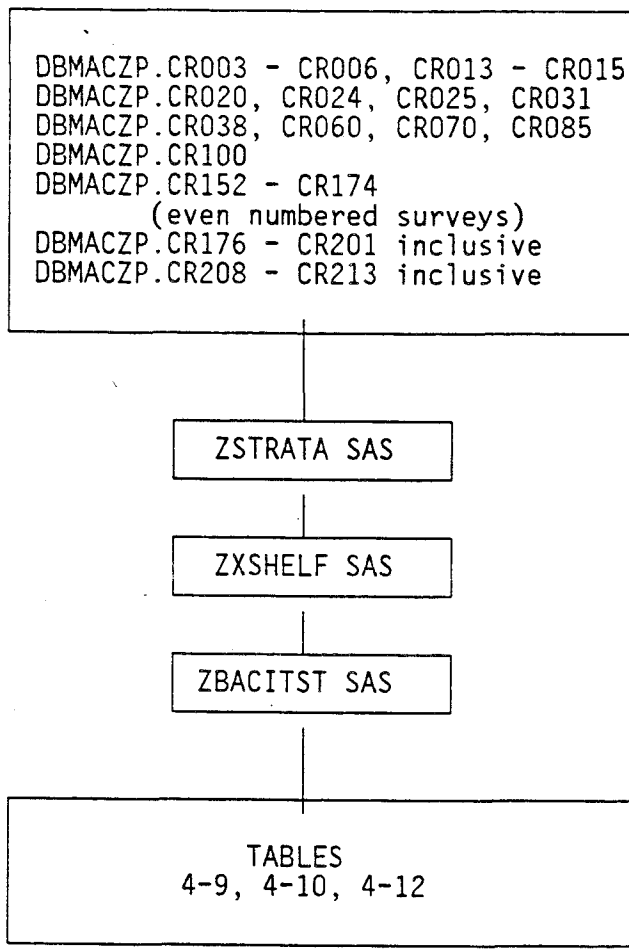 DBMACZP.CR003 - CR006, CR013 - CR015
DBMACZP.CR020, CR024, CR025, CR031
DBMACZP.CR038, CR060, CR070, CR085
DBMACZP.CR100
DBMACZP.CR152 - CR174
(even numbered surveys)
DBMACZP.CR176 - CR201 inclusive
DBMACZP.CR208 - CR213 inclusive
ZSTRATA SAS
ZXSHELF SAS
ZBACITST SAS
TABLES
4-9, 4-10, 4-12